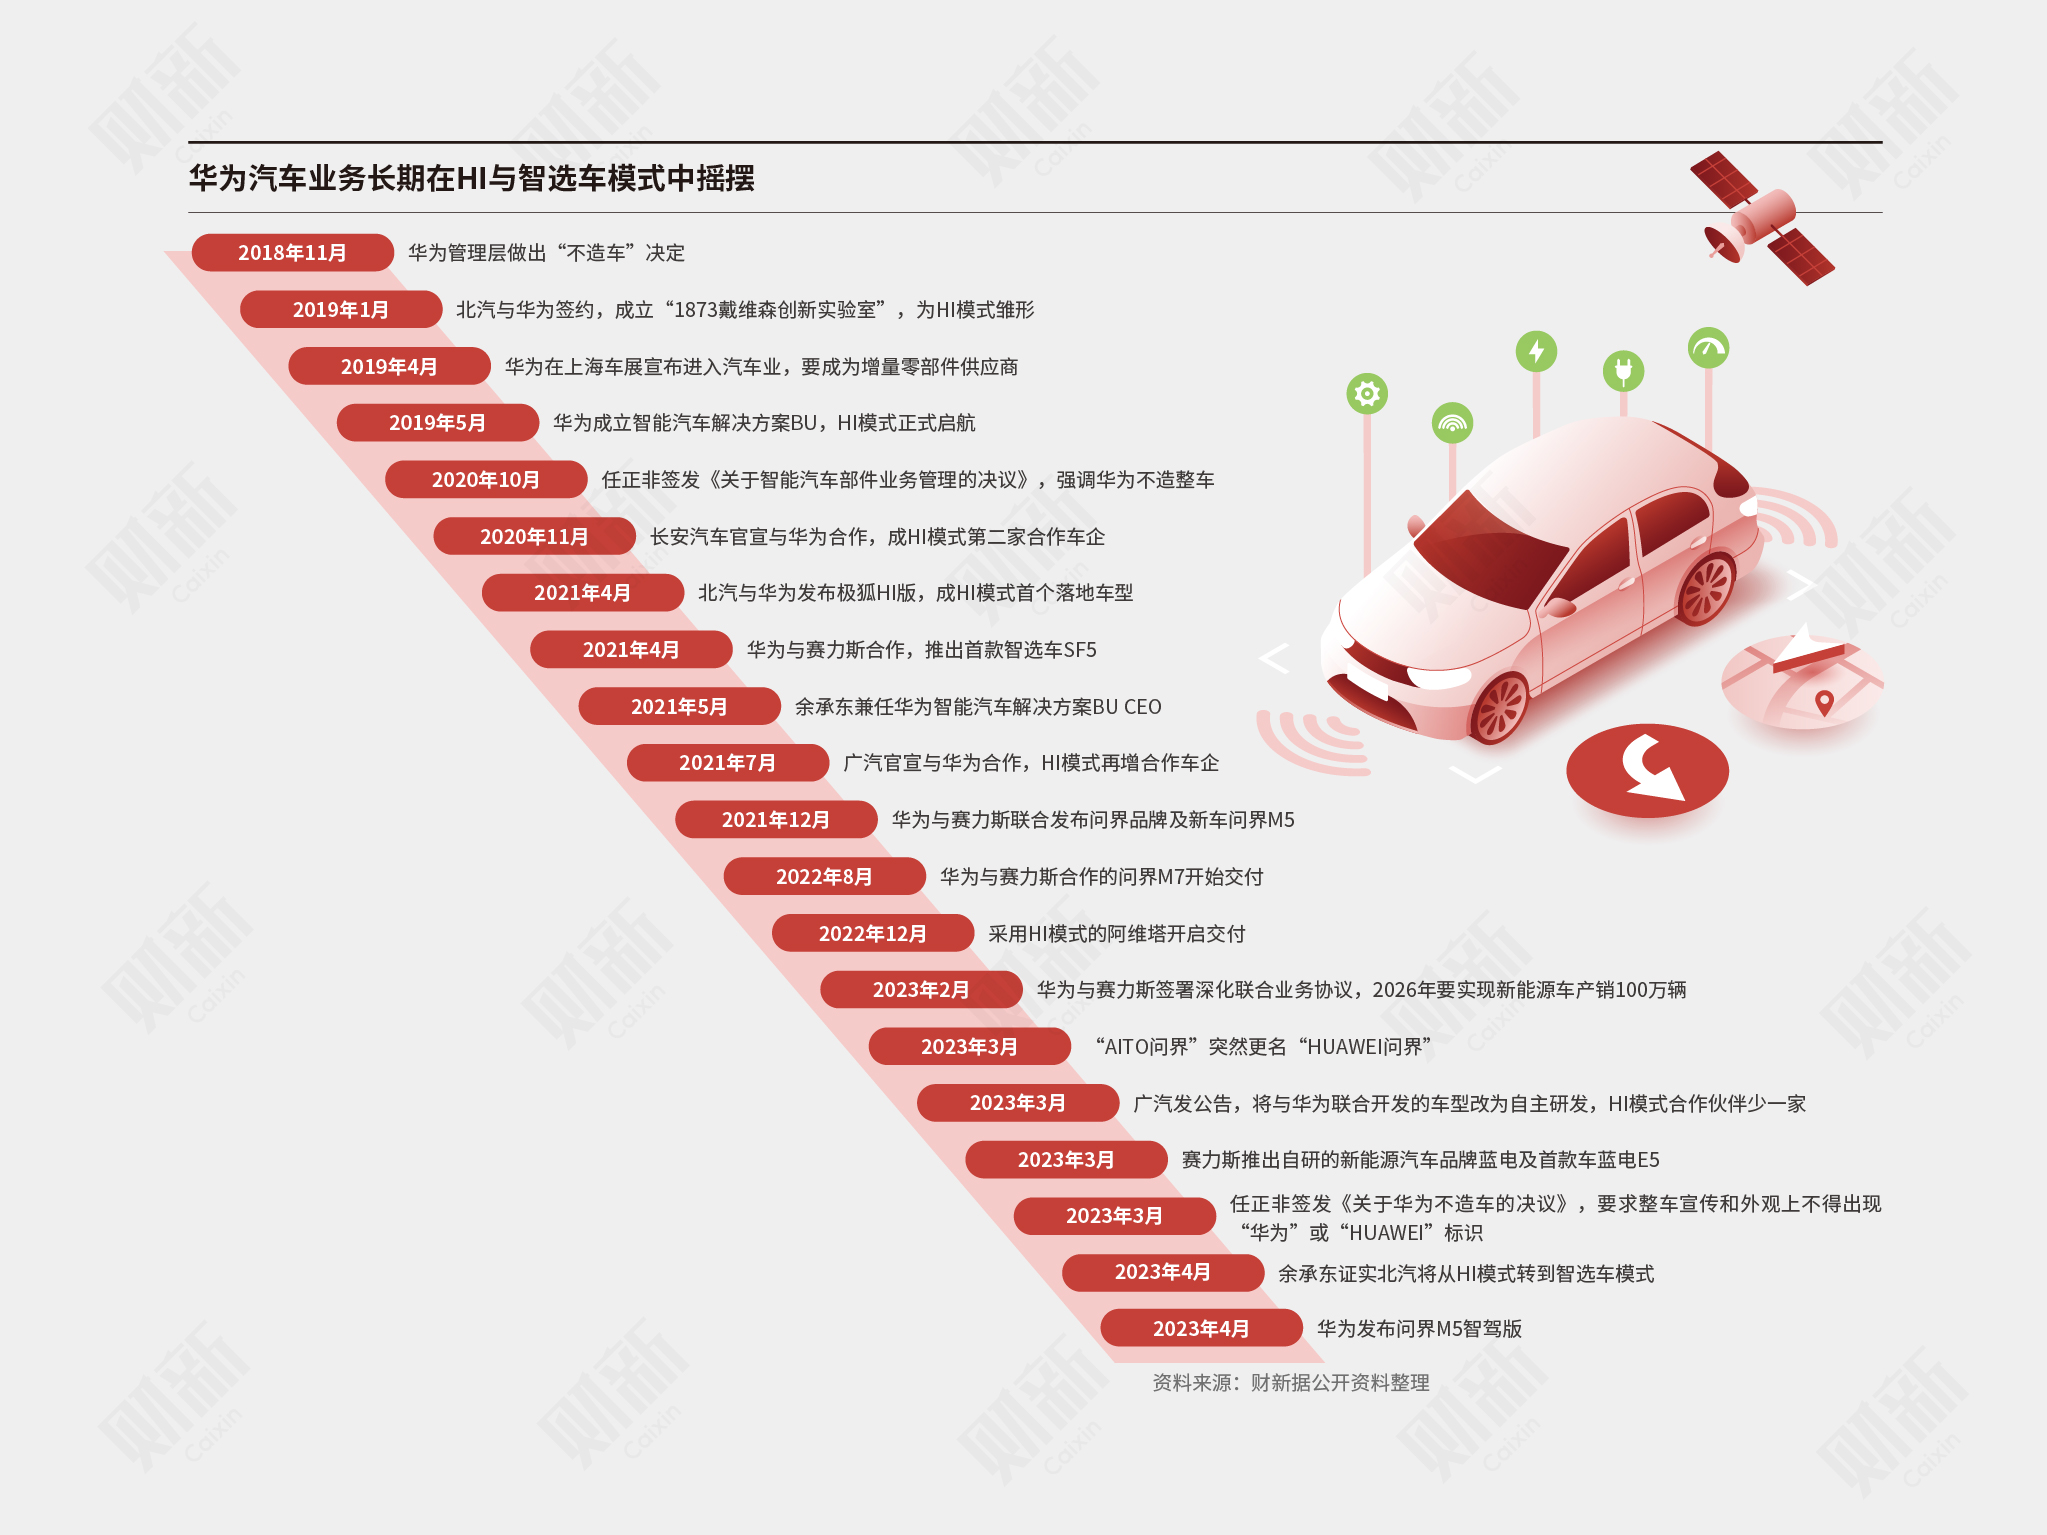 华为汽车业务长期在HI与智选车模式中摇摆
2018年11月 华为管理层做出“不造车”决定
2019年1月 北汽与华为签约，成立“1873戴维森创新实验室”，为HI模式雏形
2019年4月 华为在上海车展宣布进入汽车业，要成为增量零部件供应商
2019年5月 华为成立智能汽车解决方案BU，HI模式正式启航
2020年10月 任正非签发《关于智能汽车部件业务管理的决议》，强调华为不造整车
2020年11月 长安汽车官宣与华为合作，成HI模式第二家合作车企
2021年4月 北汽与华为发布极狐HI版，成HI模式首个落地车型
2021年4月 华为与赛力斯合作，推出首款智选车SF5
2021年5月 余承东兼任华为智能汽车解决方案BU CEO
2021年7月 广汽官宣与华为合作，HI模式再增合作车企
2021年12月 华为与赛力斯联合发布问界品牌及新车问界M5
2022年8月 华为与赛力斯合作的问界M7开始交付
2022年12月 采用HI模式的阿维塔开启交付
2023年2月 华为与赛力斯签署深化联合业务协议，2026年要实现新能源车产销100万辆
2023年3月 “AITO问界”突然更名“HUAWEI问界”
2023年3月 广汽发公告，将与华为联合开发的车型改为自主研发，HI模式合作伙伴少一家
2023年3月 赛力斯推出自研的新能源汽车品牌蓝电及首款车蓝电E5
2023年3月 任正非签发《关于华为不造车的决议》，要求整车宣传和外观上不得出现
“华为”或“HUAWEI”标识
2023年4月 余承东证实北汽将从HI模式转到智选车模式
2023年4月 华为发布问界M5智驾版
资料来源：财新据公开资料整理
财新
Caixin